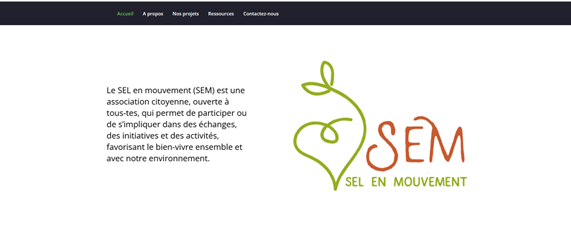 Accueil A propos Nos projets Ressources Contactez-nous
Le SEL en mouvement (SEM) est une
association citoyenne, ouverte à
tous-tes, qui permet de participer ou
de s'impliquer dans des échanges,
des initiatives et des activités,
favorisant le bien-vivre ensemble et
avec notre environnement.
SEM
SEL EN MOUVEMENT